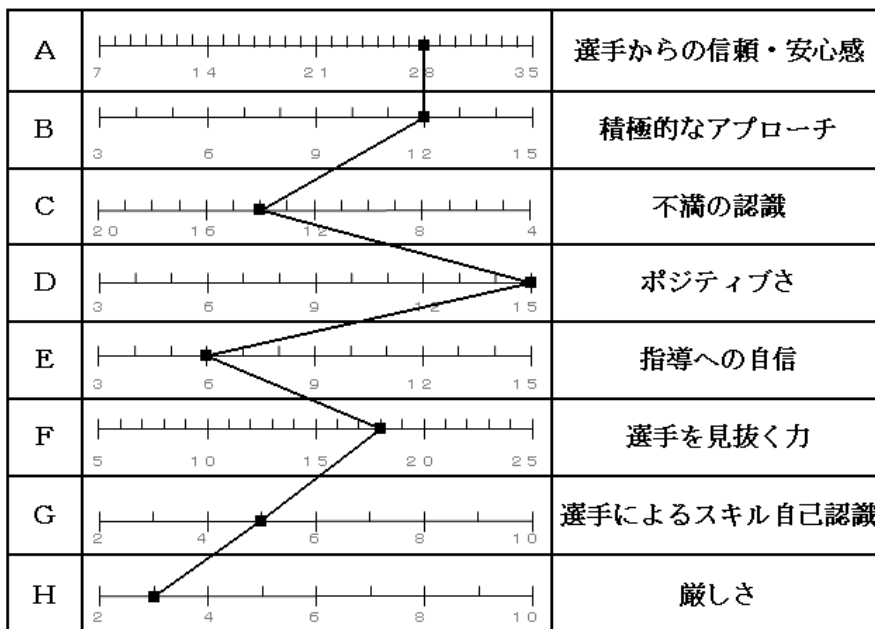 A
7 14 21 28 35
選手からの信頼・安心感
B
3 6 9 12 15
積極的なアプローチ
C
20 16 12 8 4
不満の認識
D
3 6 9 12 15
ポジティブさ
E
3 6 9 12 15
指導への自信
F
5 10 15 20 25
選手を見抜く力
G
2 4 6 8 10
選手によるスキル自己認識
H
2 4 6 8 10
厳しさ